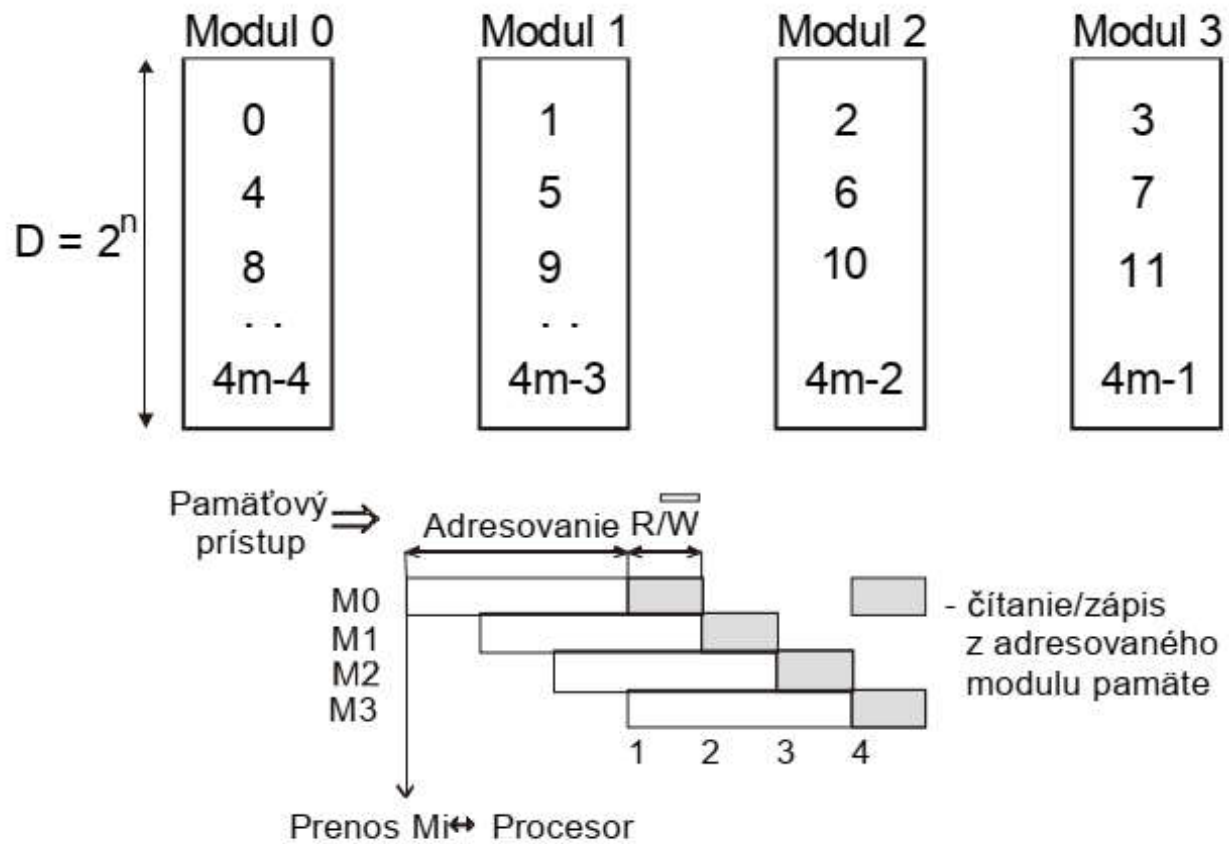 Modul 0 Modul 1 Modul 2 Modul 3
0 1 2 3
4 5 6 7
D = 2^n
8 9 10 11
. . . .
4m-4 4m-3 4m-2 4m-1
Pamäťový
prístup
⇒
Adresovanie R/W̅
M0
M1
M2
M3
1 2 3 4
- čítanie/zápis
z adresovaného
modulu pamäte
Prenos Mi↔ Procesor